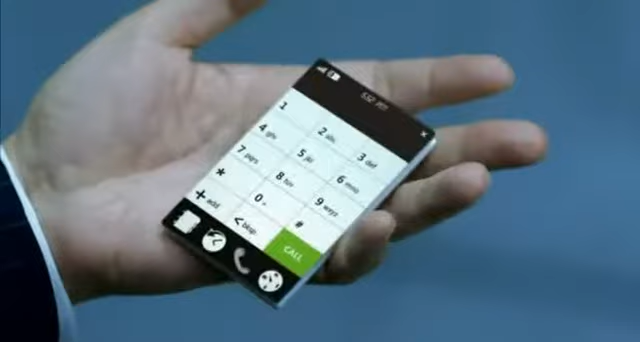 1
2 abc 3 def
4 ghi 5 jkl 6 mno
7 pqrs 8 tuv 9 wxyz
* 0 + #
+ add < bksp CALL